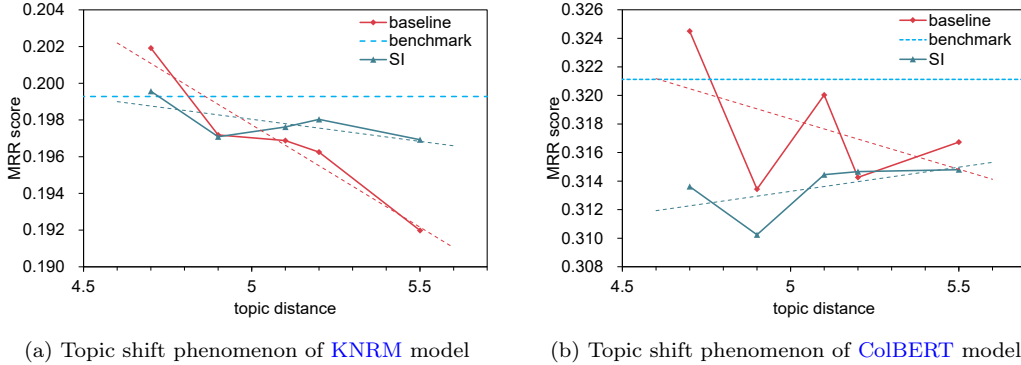 0.204
0.202
0.200
0.198
0.196
0.194
0.192
0.190
MRR score
4.5 5 5.5
topic distance
baseline
benchmark
SI
(a) Topic shift phenomenon of KNRM model
0.326
0.324
0.322
0.320
0.318
0.316
0.314
0.312
0.310
0.308
MRR score
4.5 5 5.5
topic distance
baseline
benchmark
SI
(b) Topic shift phenomenon of ColBERT model